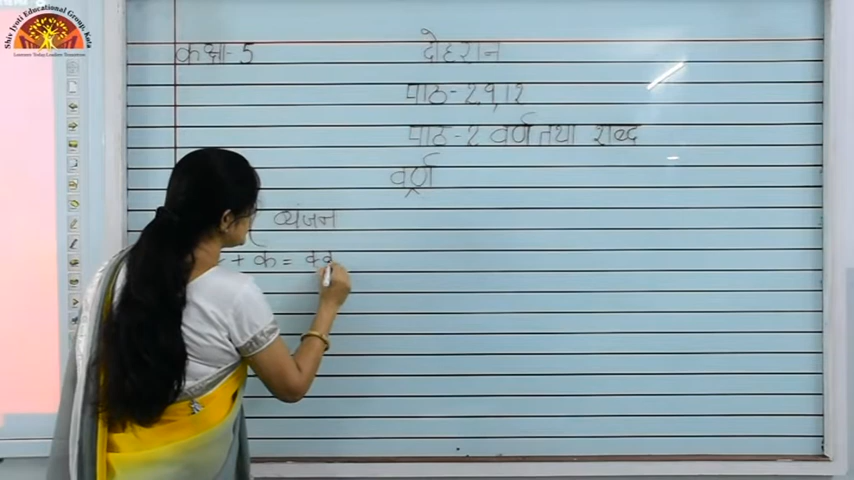 Shiv Jyoti Educational Group, Kota
कक्षा- 5
दोहरान
पाठ- 2,9,12
पाठ - 2 वर्ण तथा शब्द
वर्ण
व्यंजन
+ क = क्क